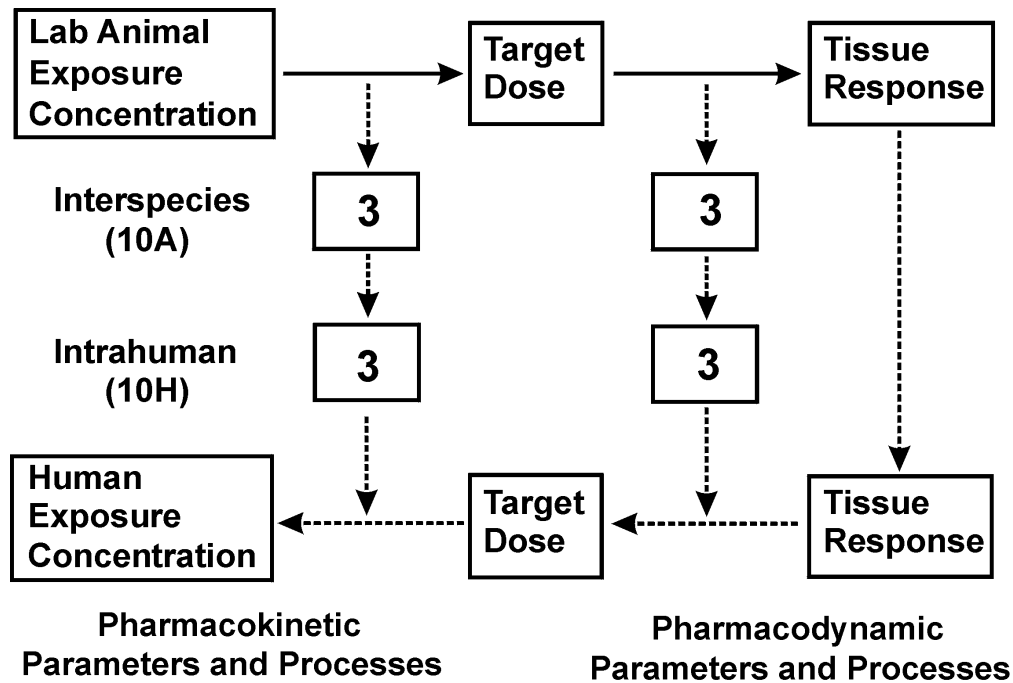 Lab Animal
Exposure
Concentration
Target
Dose
Tissue
Response
Interspecies
(10A)
3
3
Intrahuman
(10H)
3
3
Human
Exposure
Concentration
Target
Dose
Tissue
Response
Pharmacokinetic
Parameters and Processes
Pharmacodynamic
Parameters and Processes